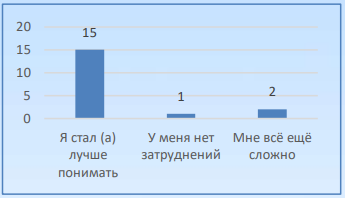 20
15
10
5
0
15
1
2
Я стал (а)
лучше
понимать
У меня нет
затруднений
Мне всё ещё
сложно